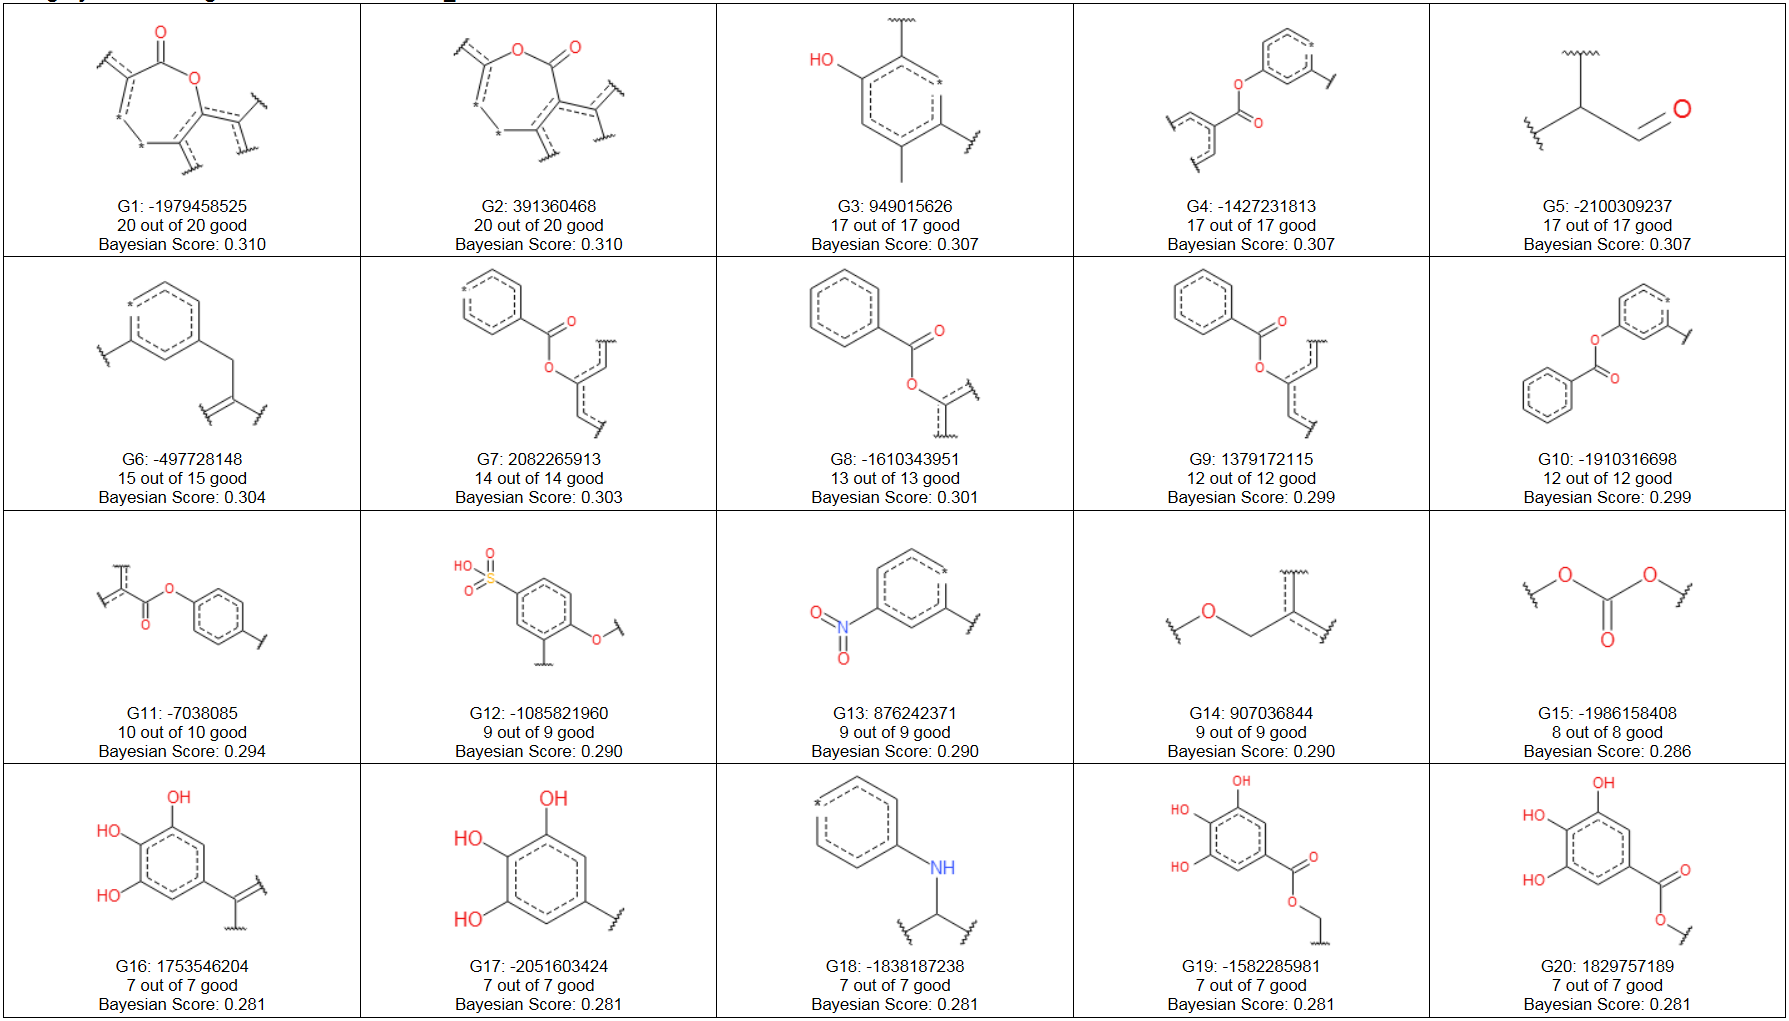 O
O
HO
O
O
O
G1: -1979458525
20 out of 20 good
Bayesian Score: 0.310
O
O
G2: 391360468
20 out of 20 good
Bayesian Score: 0.310
G3: 949015626
17 out of 17 good
Bayesian Score: 0.307
G4: -1427231813
17 out of 17 good
Bayesian Score: 0.307
G5: -2100309237
17 out of 17 good
Bayesian Score: 0.307
O
O
O
O
O
O
O
O
G6: -497728148
15 out of 15 good
Bayesian Score: 0.304
G7: 2082265913
14 out of 14 good
Bayesian Score: 0.303
G8: -1610343951
13 out of 13 good
Bayesian Score: 0.301
G9: 1379172115
12 out of 12 good
Bayesian Score: 0.299
G10: -1910316698
12 out of 12 good
Bayesian Score: 0.299
O
O
HO
O
S
O
O
O
N
O
O
O
O
O
G11: -7038085
10 out of 10 good
Bayesian Score: 0.294
G12: -1085821960
9 out of 9 good
Bayesian Score: 0.290
G13: 876242371
9 out of 9 good
Bayesian Score: 0.290
G14: 907036844
9 out of 9 good
Bayesian Score: 0.290
G15: -1986158408
8 out of 8 good
Bayesian Score: 0.286
OH
HO
HO
OH
HO
HO
NH
OH
HO
HO
O
O
OH
HO
HO
O
O
G16: 1753546204
7 out of 7 good
Bayesian Score: 0.281
G17: -2051603424
7 out of 7 good
Bayesian Score: 0.281
G18: -1838187238
7 out of 7 good
Bayesian Score: 0.281
G19: -1582285981
7 out of 7 good
Bayesian Score: 0.281
G20: 1829757189
7 out of 7 good
Bayesian Score: 0.281